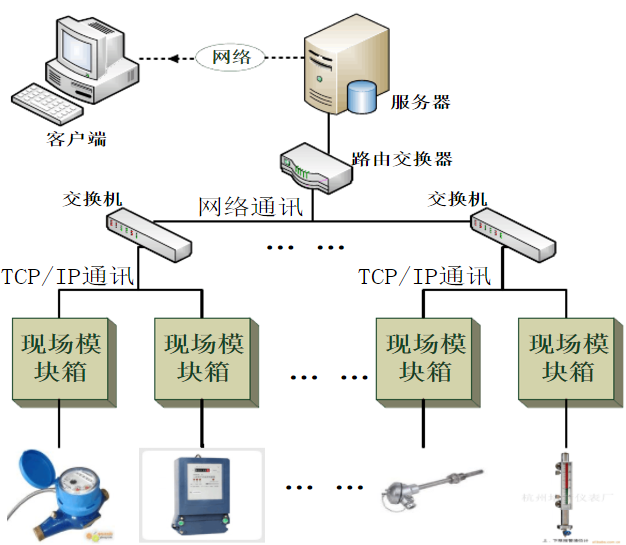 网络
服务器
客户端
路由交换器
交换机
网络通讯
交换机
... ...
TCP/IP通讯
TCP/IP通讯
现场模
块箱
现场模
块箱
... ...
现场模
块箱
现场模
块箱
... ...